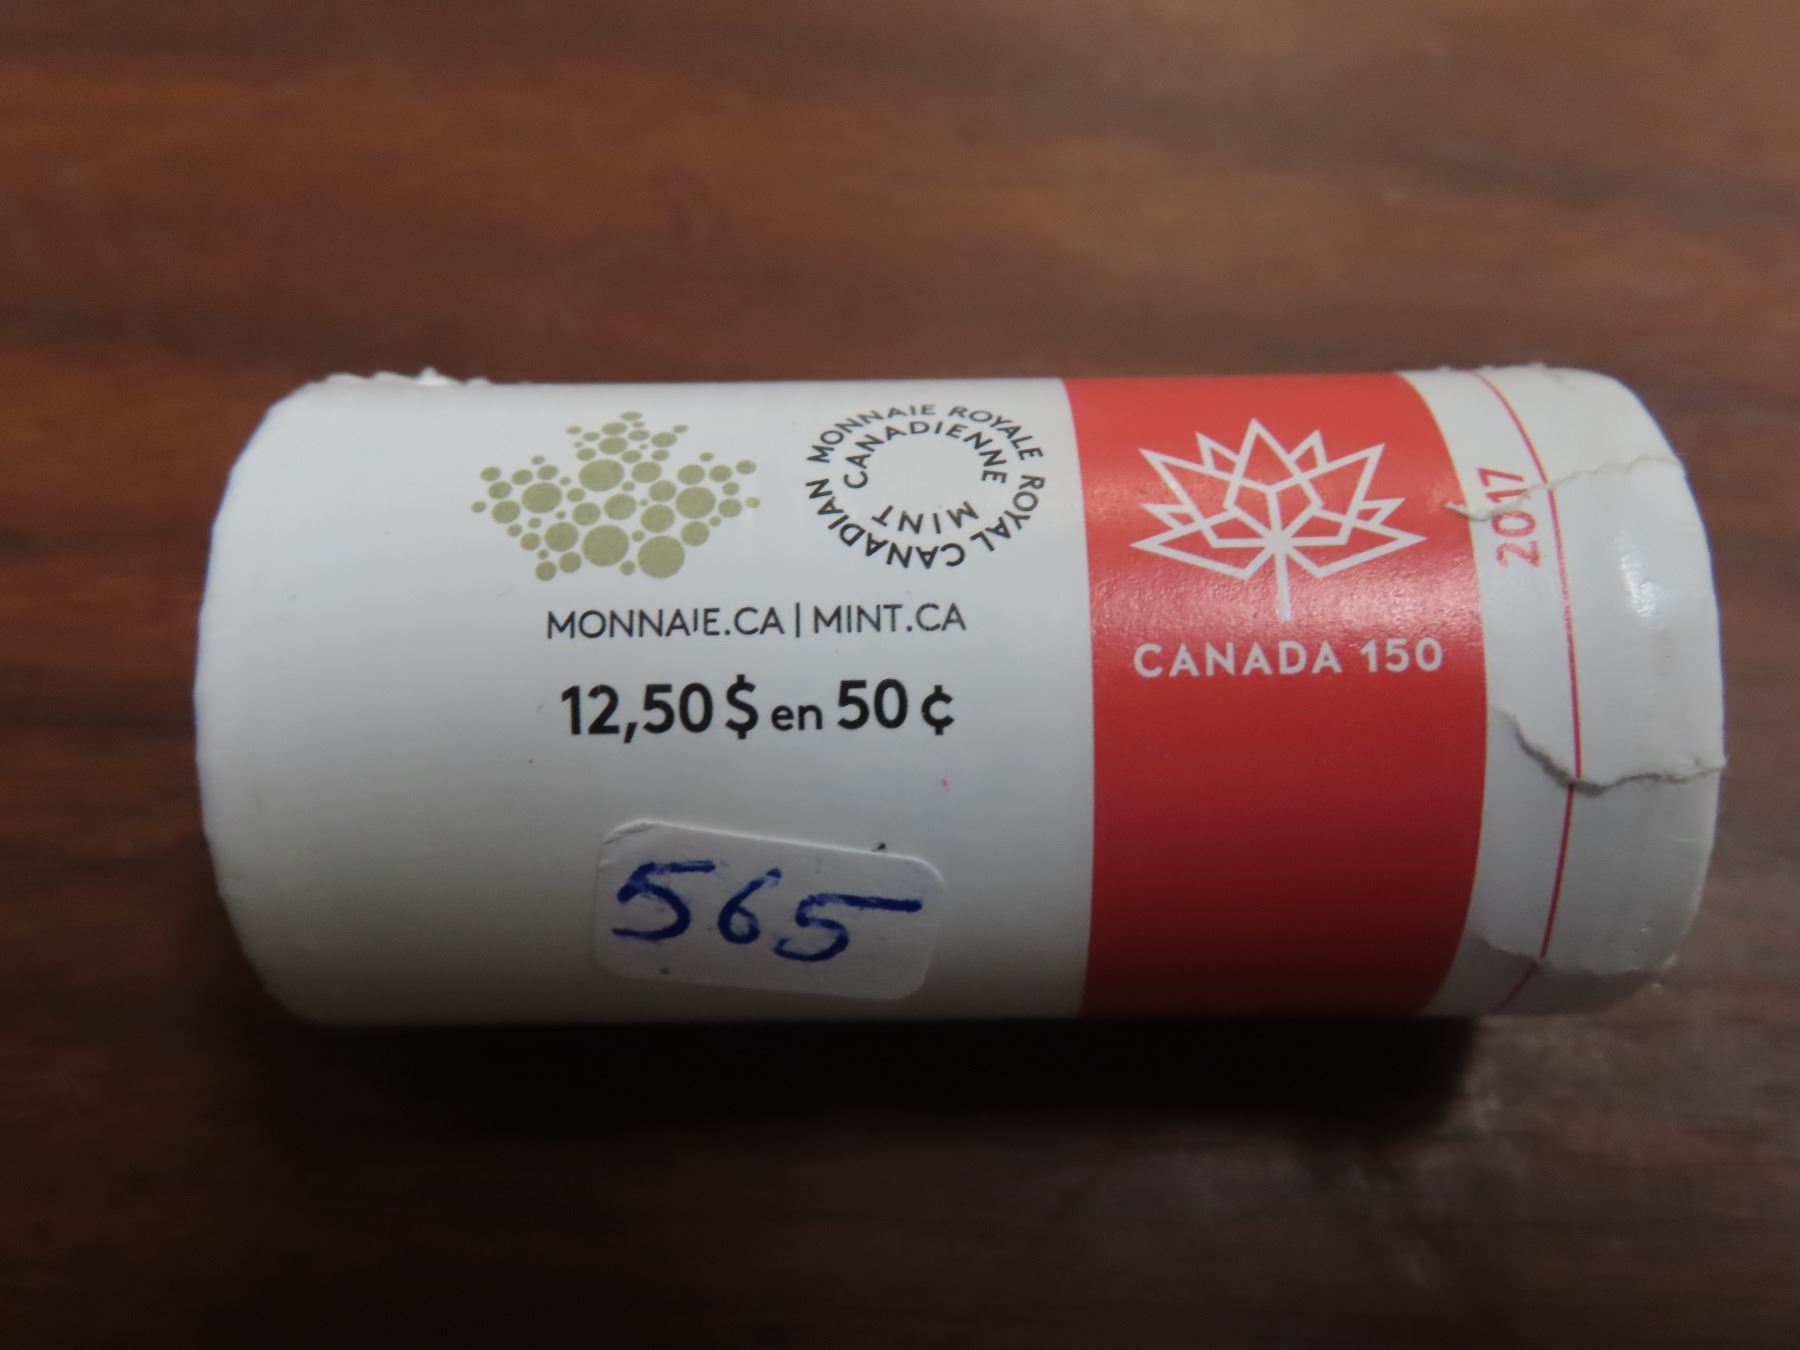 MONNAIE ROYALE CANADIENNE
ROYAL CANADIAN MINT
MONNAIE.CA | MINT.CA
12,50 $ en 50 ¢
565
CANADA 150
2017